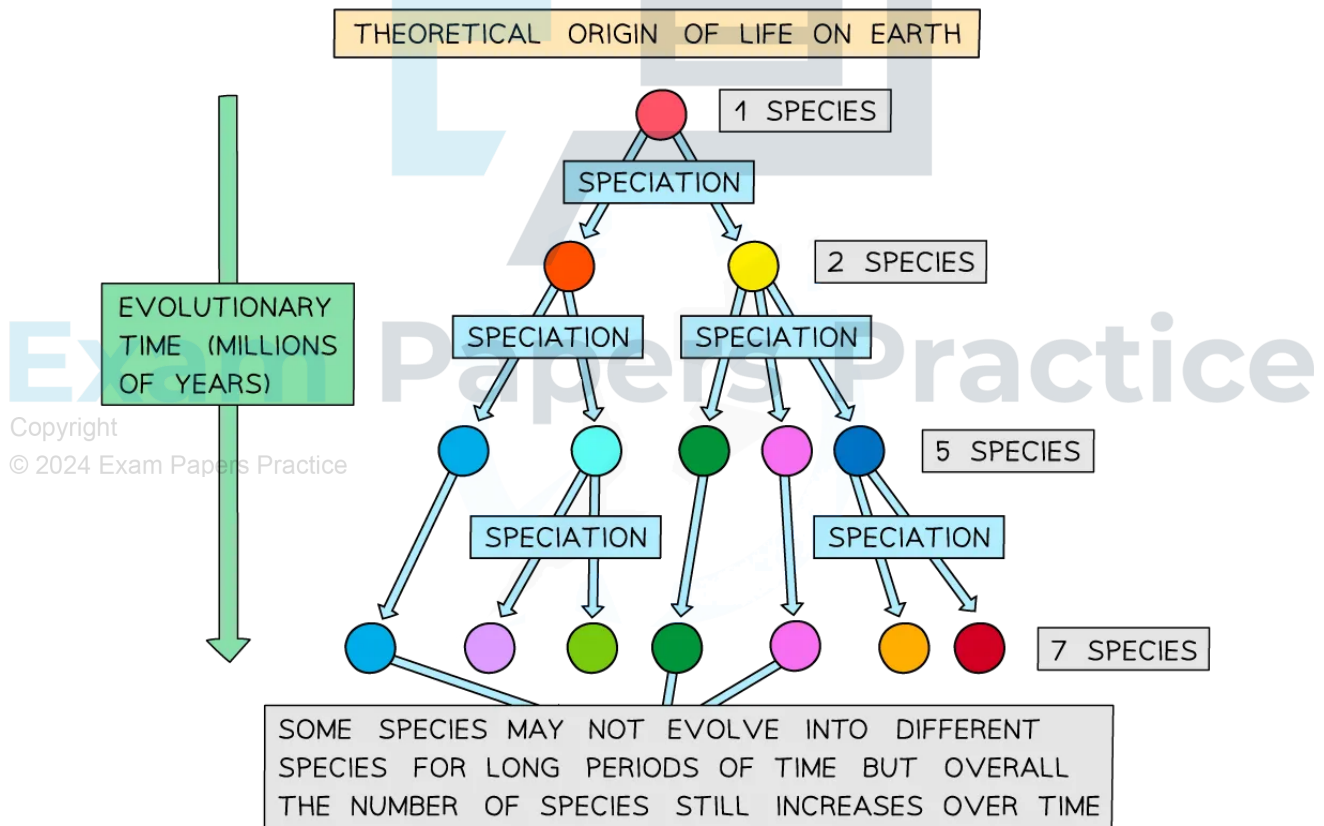 THEORETICAL ORIGIN OF LIFE ON EARTH
1 SPECIES
SPECIATION
2 SPECIES
EVOLUTIONARY
TIME (MILLIONS
OF YEARS)
SPECIATION
SPECIATION
Exam Papers Practice
Copyright
© 2024 Exam Papers Practice
5 SPECIES
SPECIATION
SPECIATION
7 SPECIES
SOME SPECIES MAY NOT EVOLVE INTO DIFFERENT
SPECIES FOR LONG PERIODS OF TIME BUT OVERALL
THE NUMBER OF SPECIES STILL INCREASES OVER TIME